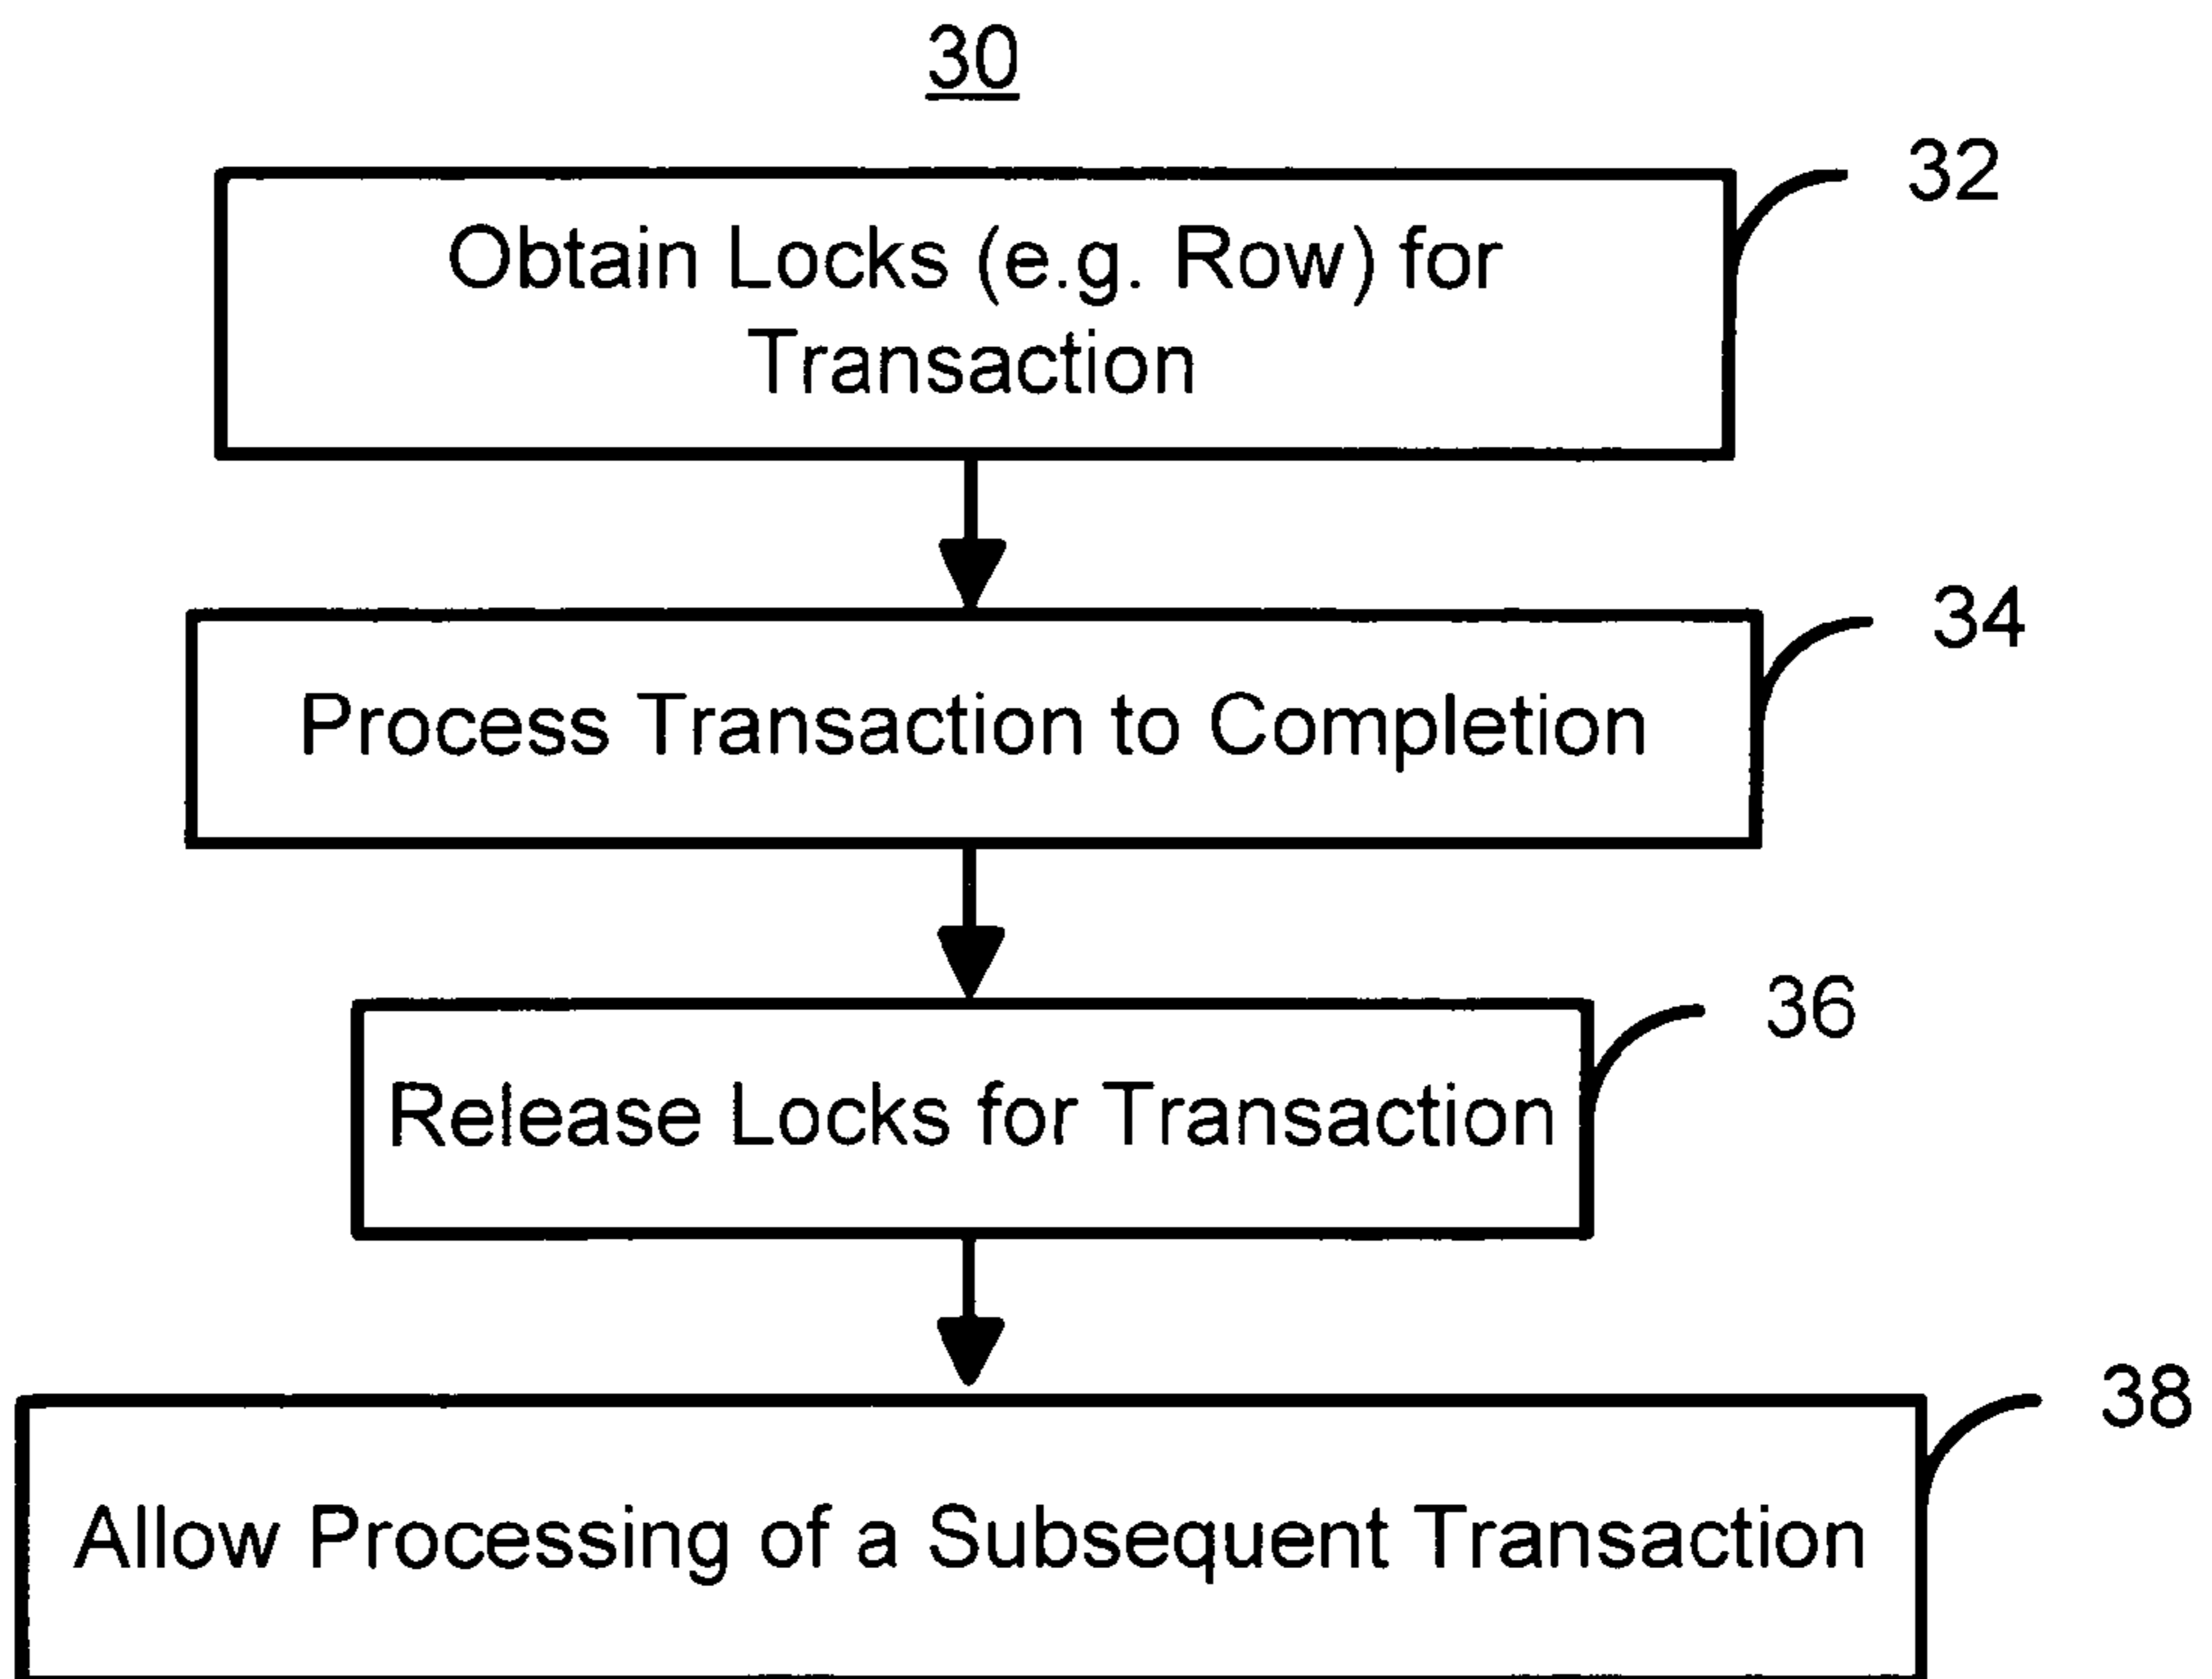 30
32
Obtain Locks (e.g. Row) for
Transaction
34
Process Transaction to Completion
36
Release Locks for Transaction
38
Allow Processing of a Subsequent Transaction